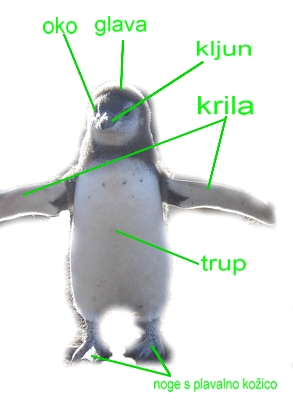 oko
glava
kljun
krila
trup
noge s plavalno kožico